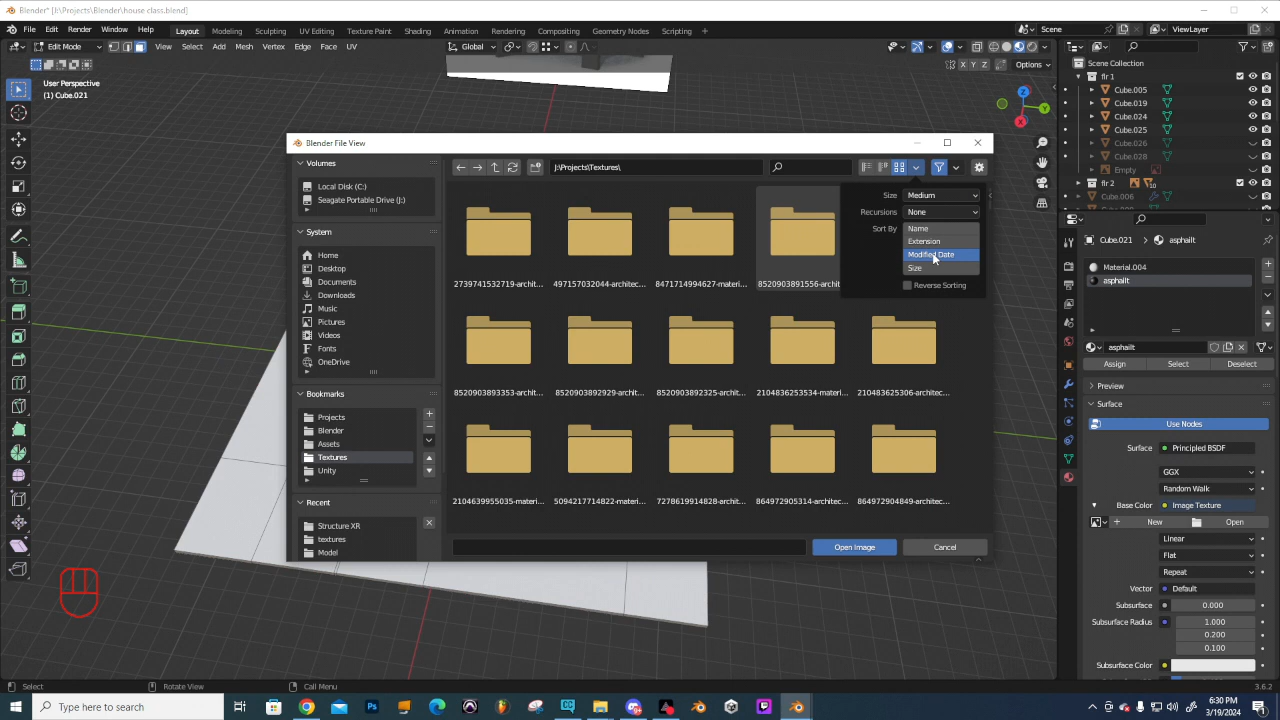 Blender* [J:\Projects\Blender\house class.blend]
File Edit Render Window Help Layout Modeling Sculpting UV Editing Texture Paint Shading Animation Rendering Compositing Geometry Nodes Scripting + Scene ViewLayer
Edit Mode View Select Add Mesh Vertex Edge Face UV Global
X Y Z Options
User Perspective
(1) Cube.021
Scene Collection
flr 1
Cube.005
Cube.019
Cube.024
Cube.025
Cube.026
Cube.028
Empty
flr 2
Cube.006
Z
Y
X
Blender File View
Volumes
Local Disk (C:)
Seagate Portable Drive (J:)
System
Home
Desktop
Documents
Downloads
Music
Pictures
Videos
Fonts
OneDrive
Bookmarks
Projects
Blender
Assets
Textures
Unity
Recent
Structure XR
textures
Model
J:\Projects\Textures\
Size Medium
Recursions None
Sort By Name
Extension
Modified Date
Size
Reverse Sorting
2739741532719-archit... 497157032044-architec... 8471714994627-materi... 8520903891556-archit
8520903893353-archit... 8520903892929-archit... 8520903892325-archit... 2104836253534-materi... 2104836255306-architec...
2104639955035-materi... 5094217714822-materi... 7278619914828-archit... 864972905314-architec... 864972904849-architec...
Open Image Cancel
Cube.021 asphailt
Material.004
asphailt
asphailt
Assign Select Deselect
Preview
Surface
Use Nodes
Surface Principled BSDF
GGX
Random Walk
Base Color Image Texture
New Open
Linear
Flat
Repeat
Vector Default
Subsurface 0.000
Subsurface Radius 1.000
0.200
0.100
Subsurface Color
Select Rotate View Call Menu 3.6.2
Type here to search
6:30 PM
3/19/2024